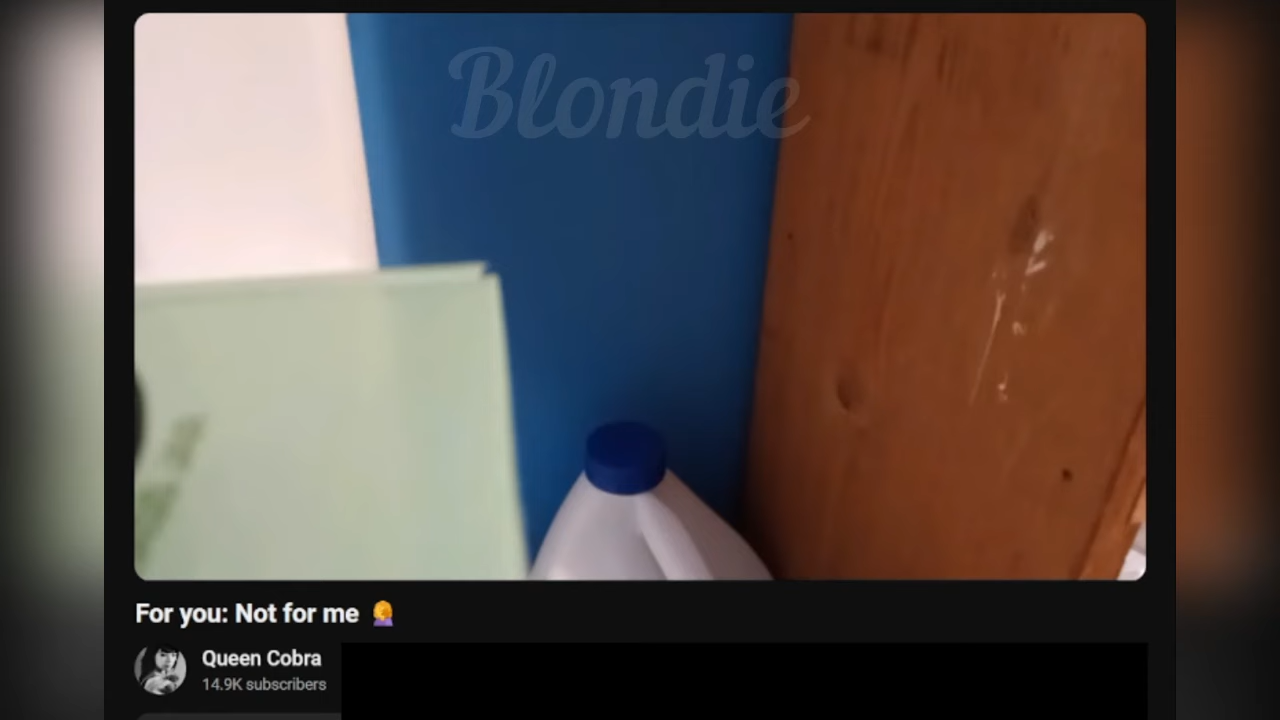 Blondie
For you: Not for me 🤦‍♀️
Queen Cobra
14.9K subscribers